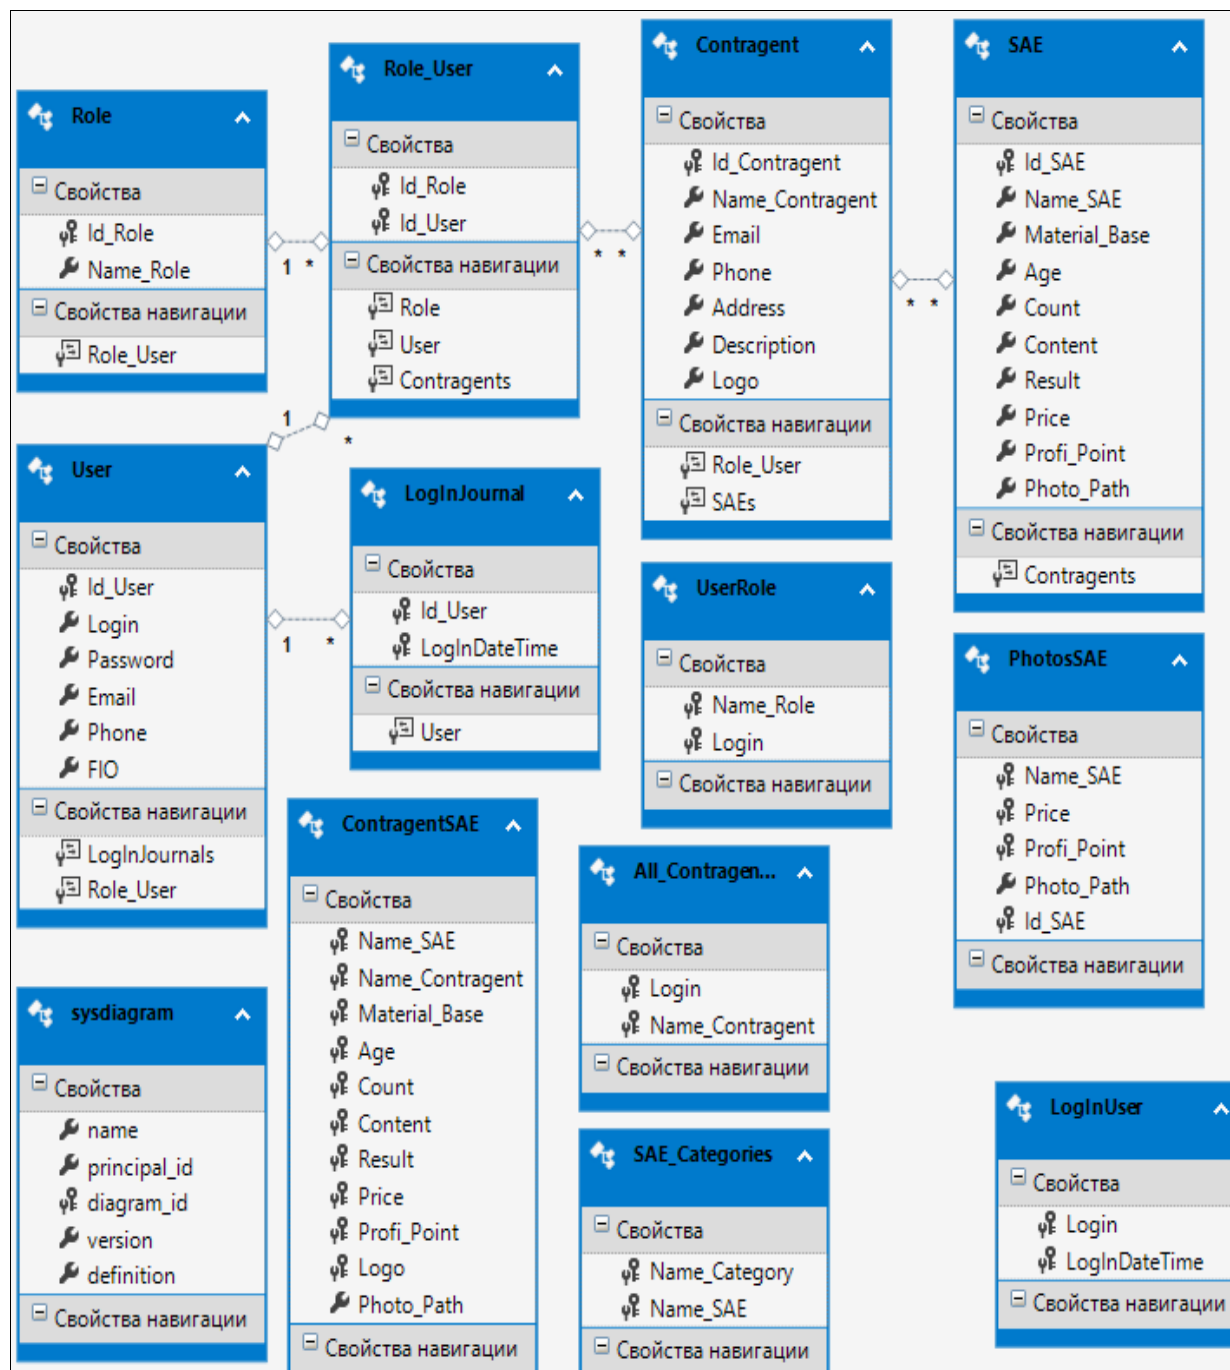 Role
Свойства
Id_Role
Name_Role
Свойства навигации
Role_User
Role_User
Свойства
Id_Role
Id_User
Свойства навигации
Role
User
Contragents
Contragent
Свойства
Id_Contragent
Name_Contragent
Email
Phone
Address
Description
Logo
Свойства навигации
Role_User
SAEs
SAE
Свойства
Id_SAE
Name_SAE
Material_Base
Age
Count
Content
Result
Price
Profi_Point
Photo_Path
Свойства навигации
Contragents
1 *
* *
* *
1
*
User
Свойства
Id_User
Login
Password
Email
Phone
FIO
Свойства навигации
LogInJournals
Role_User
1 *
LogInJournal
Свойства
Id_User
LogInDateTime
Свойства навигации
User
UserRole
Свойства
Name_Role
Login
Свойства навигации
PhotosSAE
Свойства
Name_SAE
Price
Profi_Point
Photo_Path
Id_SAE
Свойства навигации
sysdiagram
Свойства
name
principal_id
diagram_id
version
definition
Свойства навигации
ContragentSAE
Свойства
Name_SAE
Name_Contragent
Material_Base
Age
Count
Content
Result
Price
Profi_Point
Logo
Photo_Path
Свойства навигации
All_Contragen...
Свойства
Login
Name_Contragent
Свойства навигации
SAE_Categories
Свойства
Name_Category
Name_SAE
Свойства навигации
LogInUser
Свойства
Login
LogInDateTime
Свойства навигации